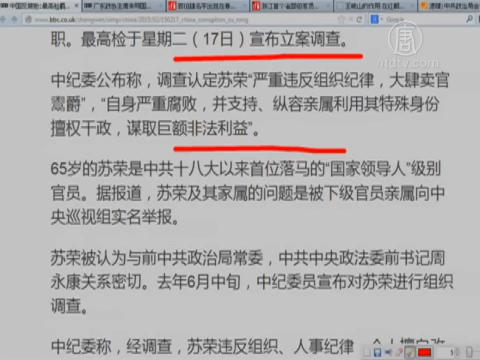 职。最高检于星期二（17日）宣布立案调查。
中纪委公布称，调查认定苏荣“严重违反组织纪律，大肆卖官
鬻爵”，“自身严重腐败，并支持、纵容亲属利用其特殊身份
擅权干政，谋取巨额非法利益”。
65岁的苏荣是中共十八大以来首位落马的“国家领导人”级别
官员。据报道，苏荣及其家属的问题是被下级官员亲属向中
央巡视组实名举报。
苏荣被认为与前中共政治局常委，中共中央政法委前书记周
永康关系密切。去年6月中旬，中纪委宣布对苏荣进行组织
调查。
中纪委称，经调查，苏荣违反组织、人事纪律，
新唐人
ntdtv.com